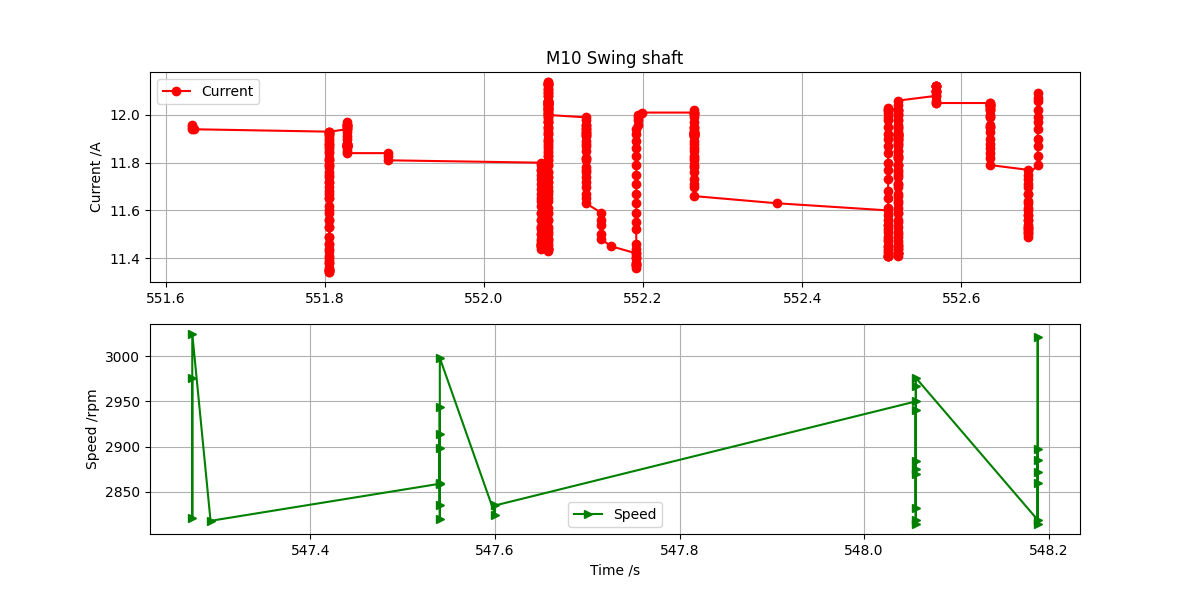 M10 Swing shaft
Current /A
12.0
11.8
11.6
11.4
Current
551.6 551.8 552.0 552.2 552.4 552.6
Speed /rpm
3000
2950
2900
2850
Speed
547.4 547.6 547.8 548.0 548.2
Time /s